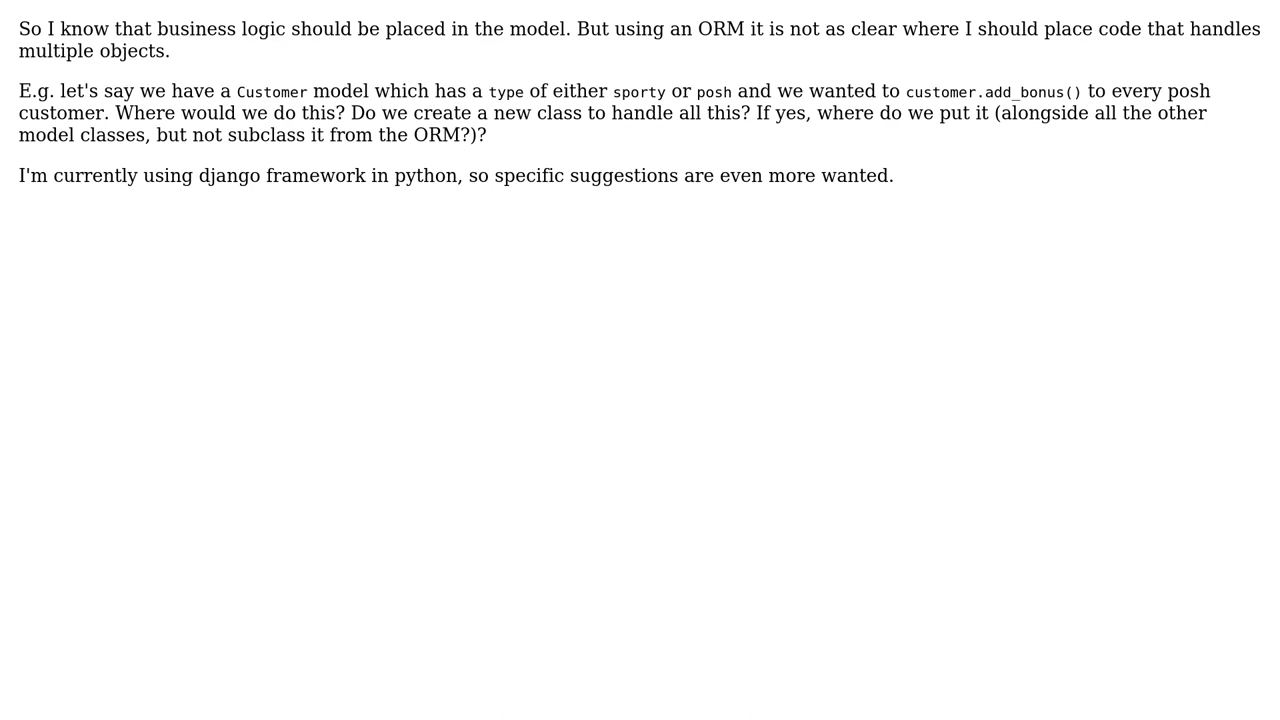 So I know that business logic should be placed in the model. But using an ORM it is not as clear where I should place code that handles
multiple objects.
E.g. let's say we have a Customer model which has a type of either sporty or posh and we wanted to customer.add_bonus() to every posh
customer. Where would we do this? Do we create a new class to handle all this? If yes, where do we put it (alongside all the other
model classes, but not subclass it from the ORM?)?
I'm currently using django framework in python, so specific suggestions are even more wanted.